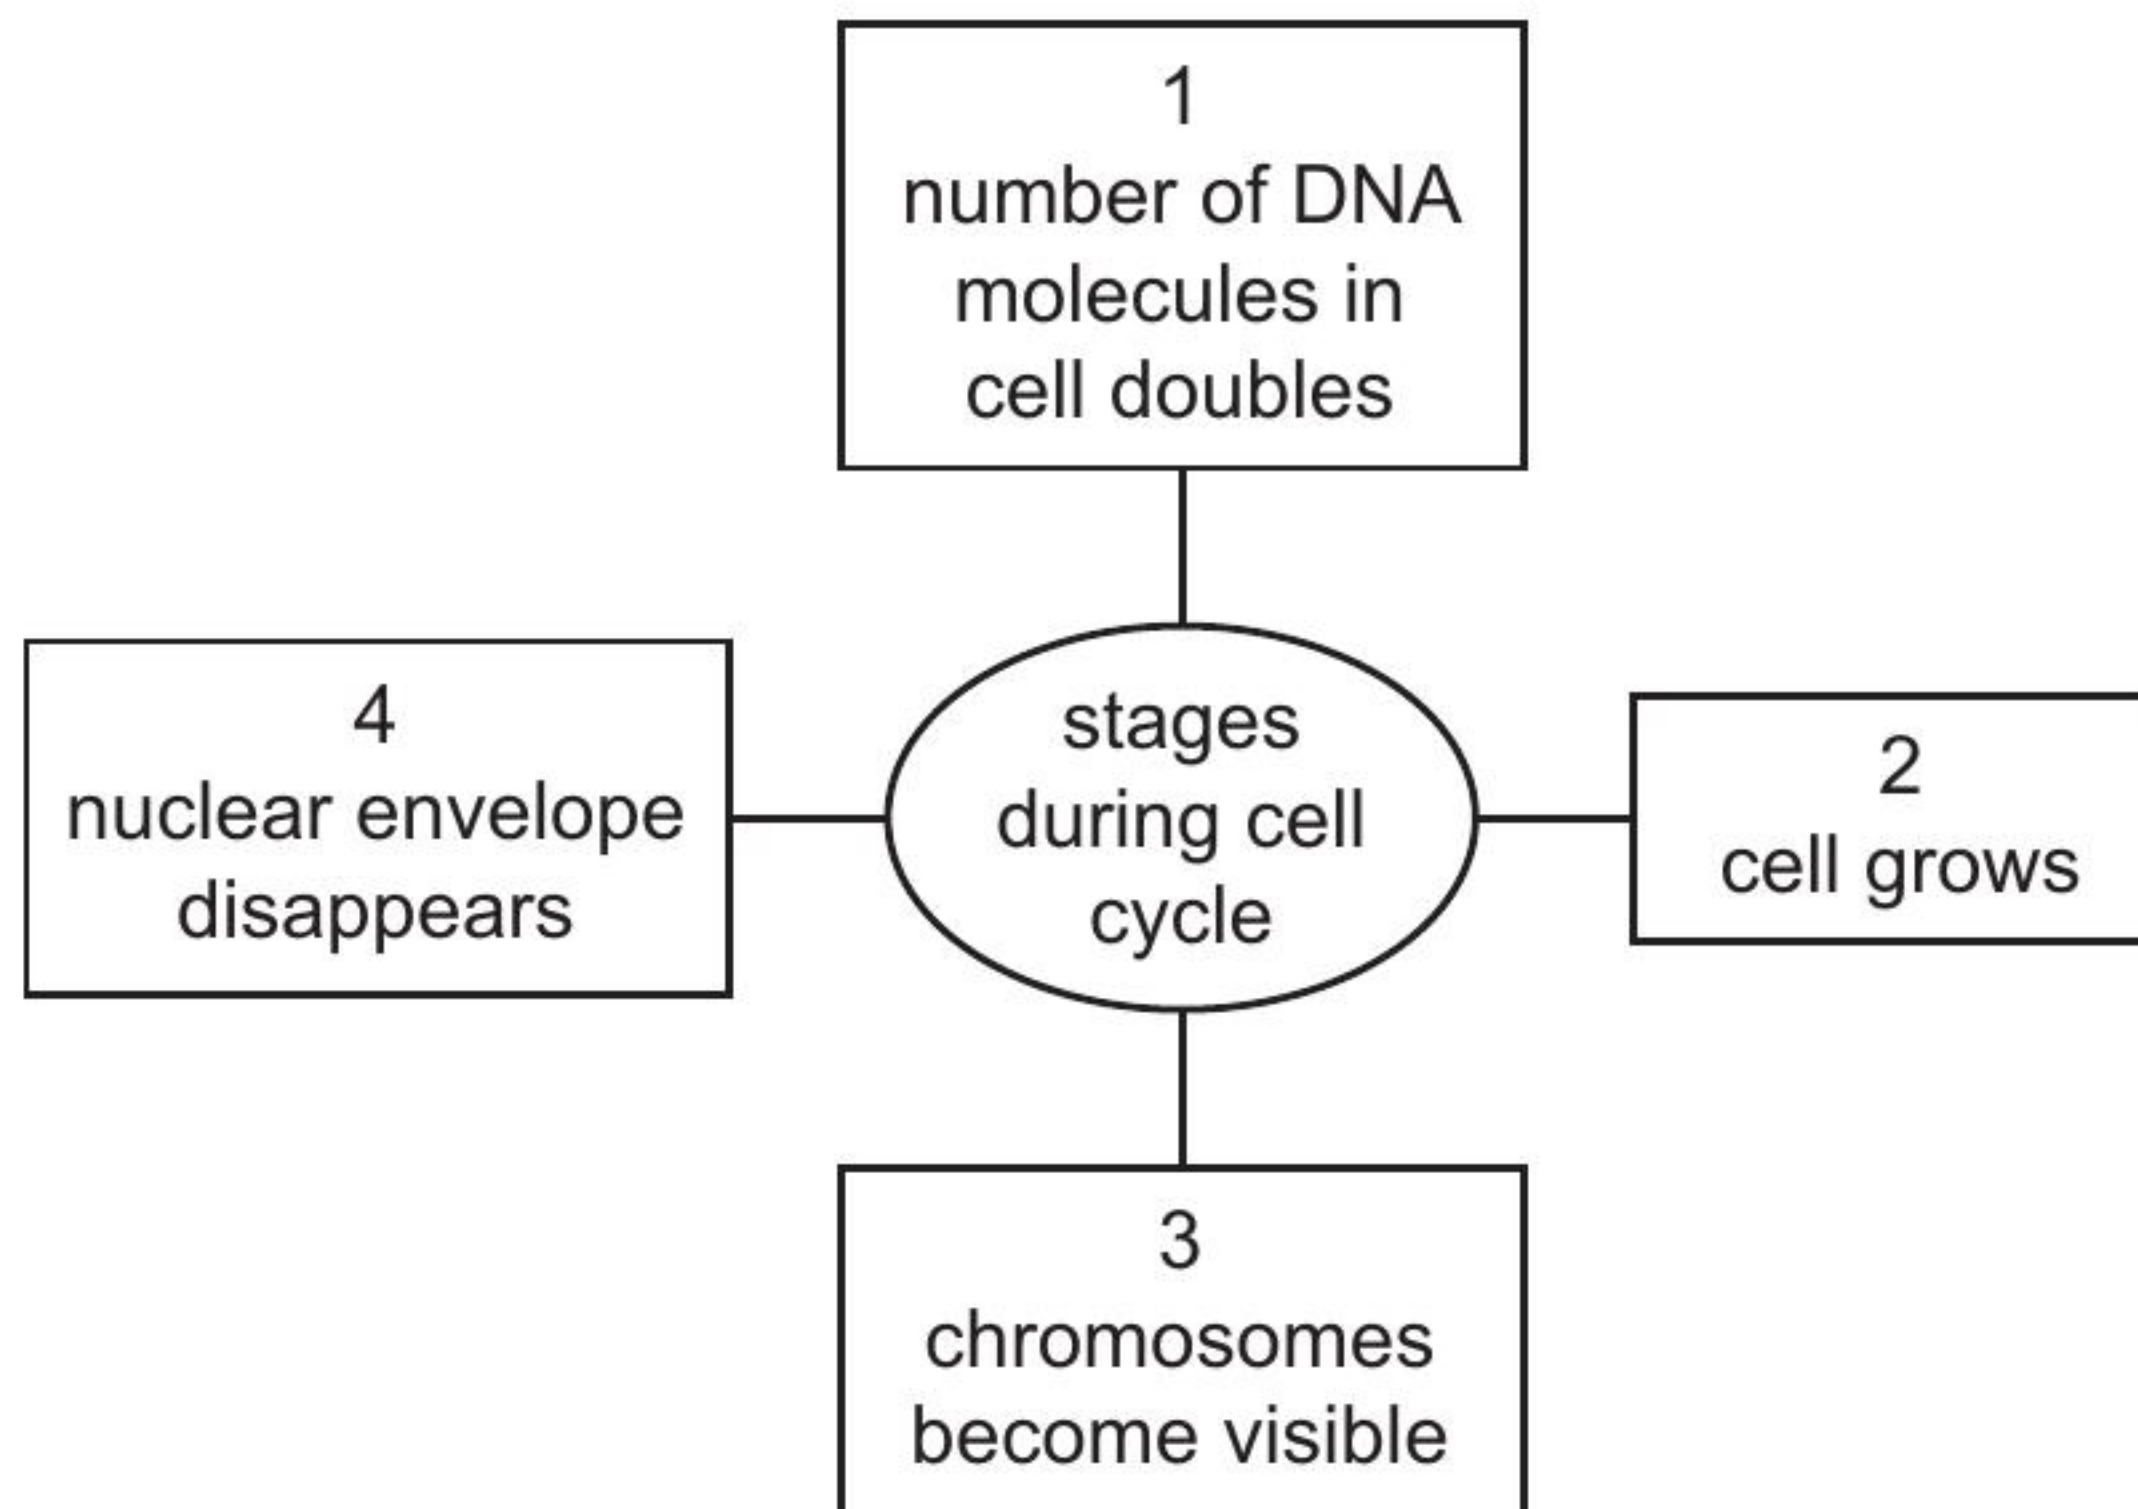 1
number of DNA
molecules in
cell doubles
4
nuclear envelope
disappears
stages
during cell
cycle
2
cell grows
3
chromosomes
become visible